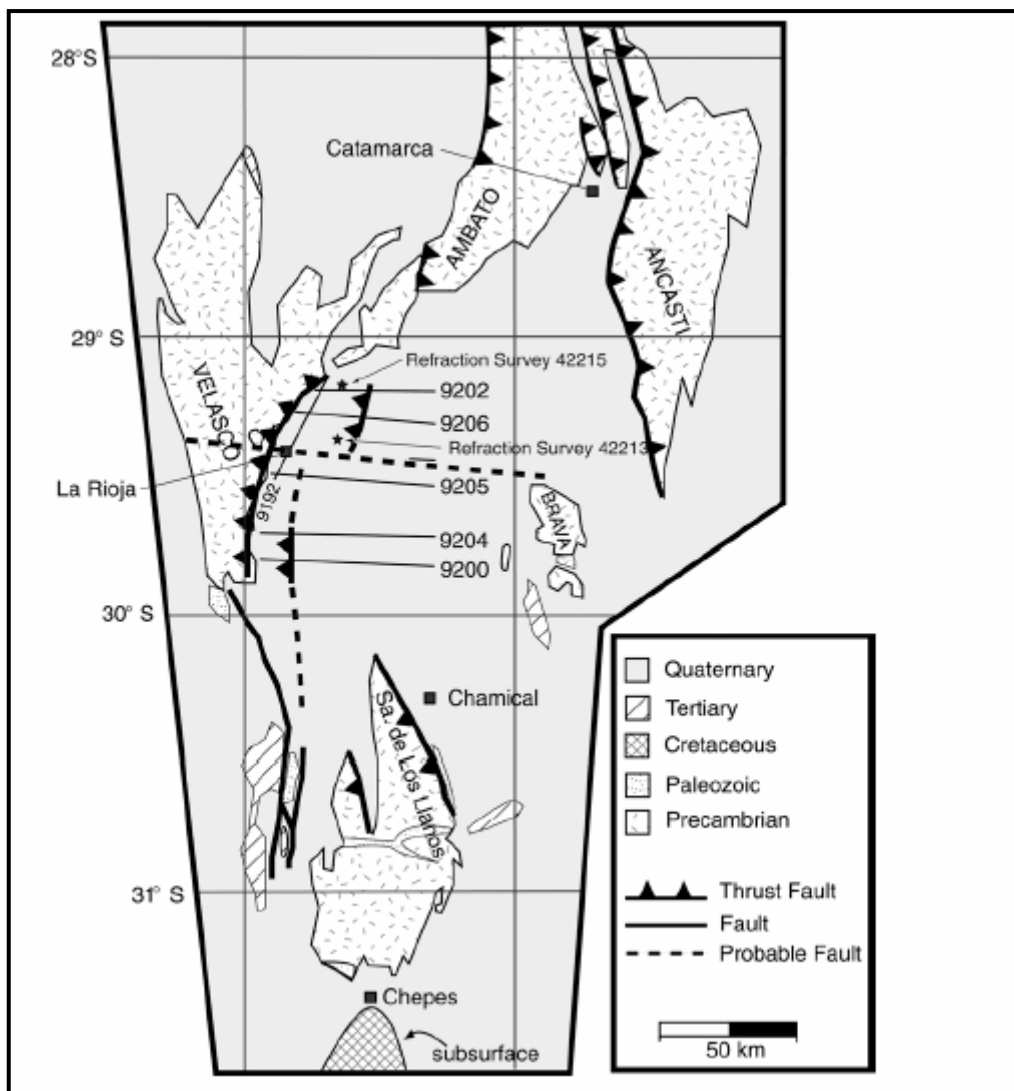 28°S
Catamarca
AMBATO
ANCASTI
29° S
VELASCO
Refraction Survey 42215
9202
9206
Refraction Survey 42213
La Rioja
9192
9205
BRAVA
9204
9200
30° S
Quaternary
Tertiary
Cretaceous
Paleozoic
Precambrian
Chamical
Sa. de Los Llanos
31° S
Thrust Fault
Fault
Probable Fault
Chepes
subsurface
50 km